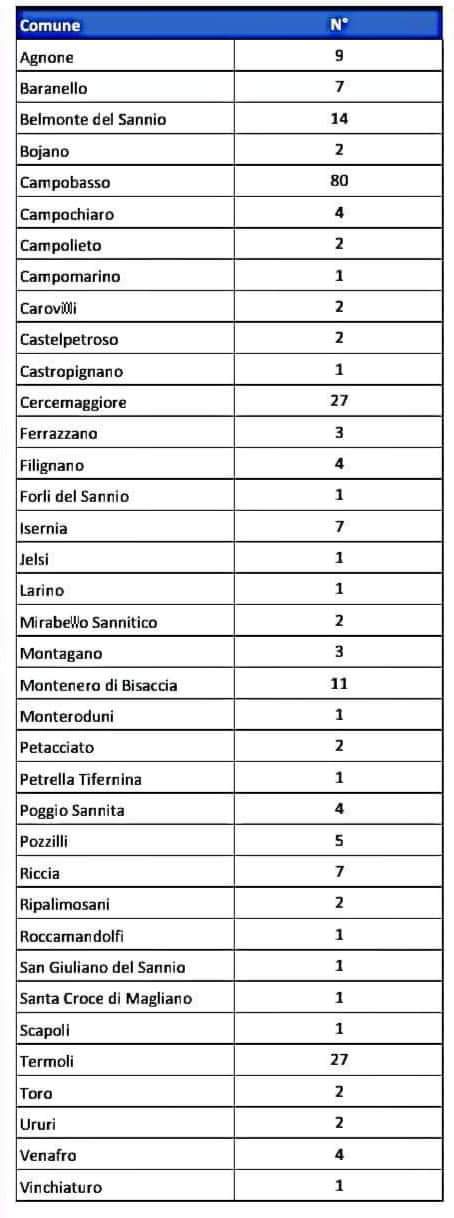 Comune N°
Agnone 9
Baranello 7
Belmonte del Sannio 14
Bojano 2
Campobasso 80
Campochiaro 4
Campolieto 2
Campomarino 1
Carovilli 2
Castelpetroso 2
Castropignano 1
Cercemaggiore 27
Ferrazzano 3
Filignano 4
Forli del Sannio 1
Isernia 7
Jelsi 1
Larino 1
Mirabello Sannitico 2
Montagano 3
Montenero di Bisaccia 11
Monteroduni 1
Petacciato 2
Petrella Tifernina 1
Poggio Sannita 4
Pozzilli 5
Riccia 7
Ripalimosani 2
Roccamandolfi 1
San Giuliano del Sannio 1
Santa Croce di Magliano 1
Scapoli 1
Termoli 27
Toro 2
Ururi 2
Venafro 4
Vinchiaturo 1